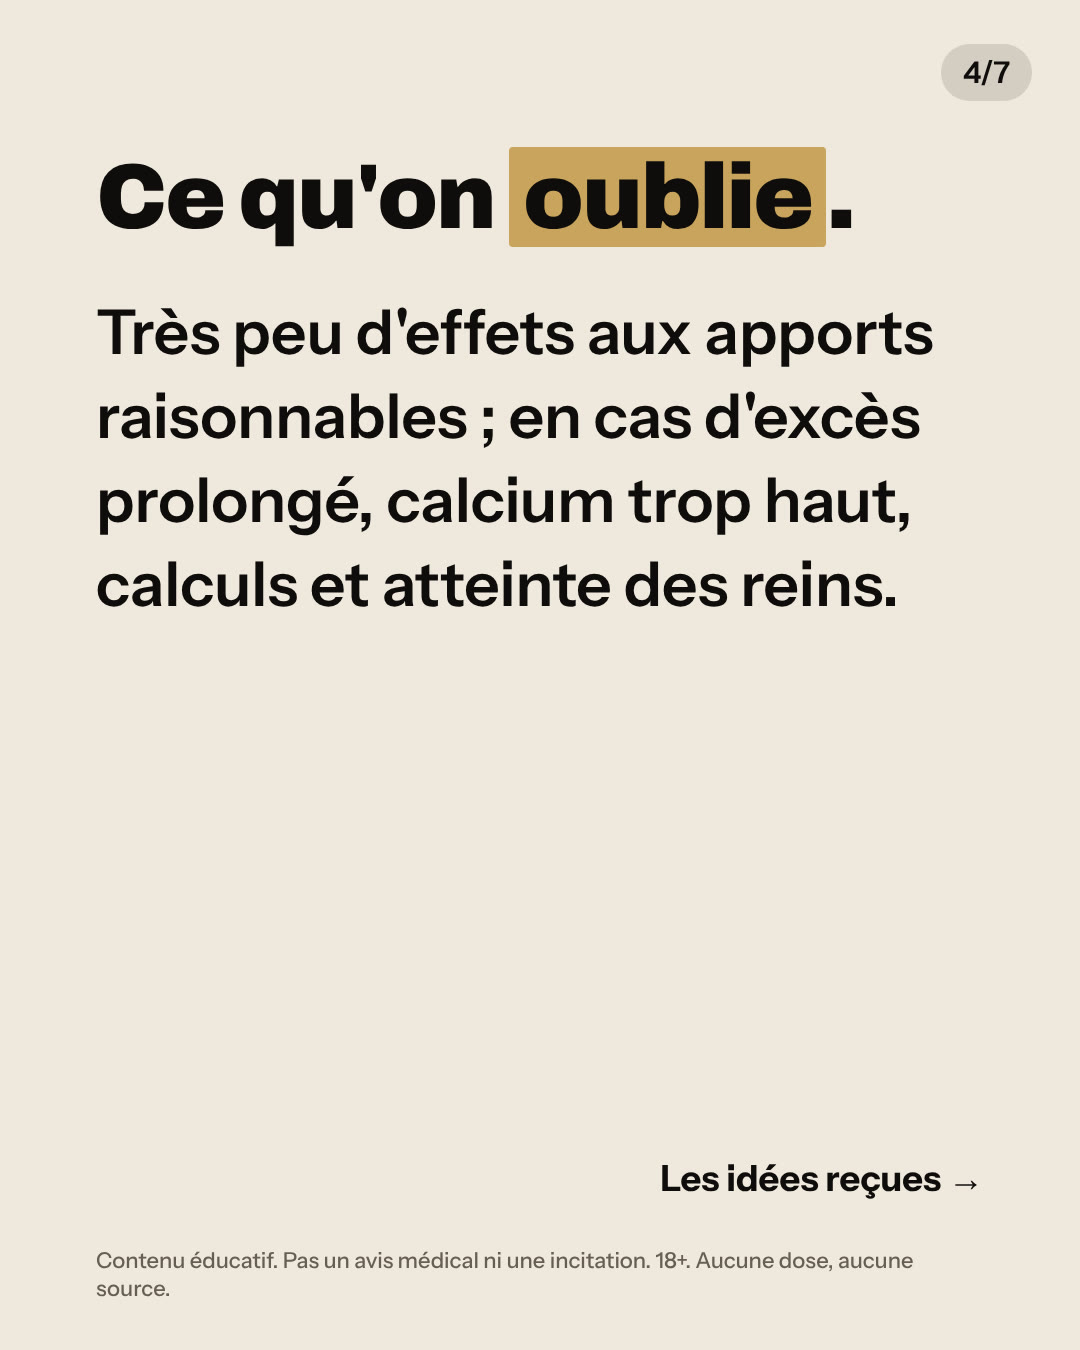 4/7
Ce qu'on oublie.
Très peu d'effets aux apports
raisonnables ; en cas d'excès
prolongé, calcium trop haut,
calculs et atteinte des reins.
Les idées reçues →
Contenu éducatif. Pas un avis médical ni une incitation. 18+. Aucune dose, aucune
source.